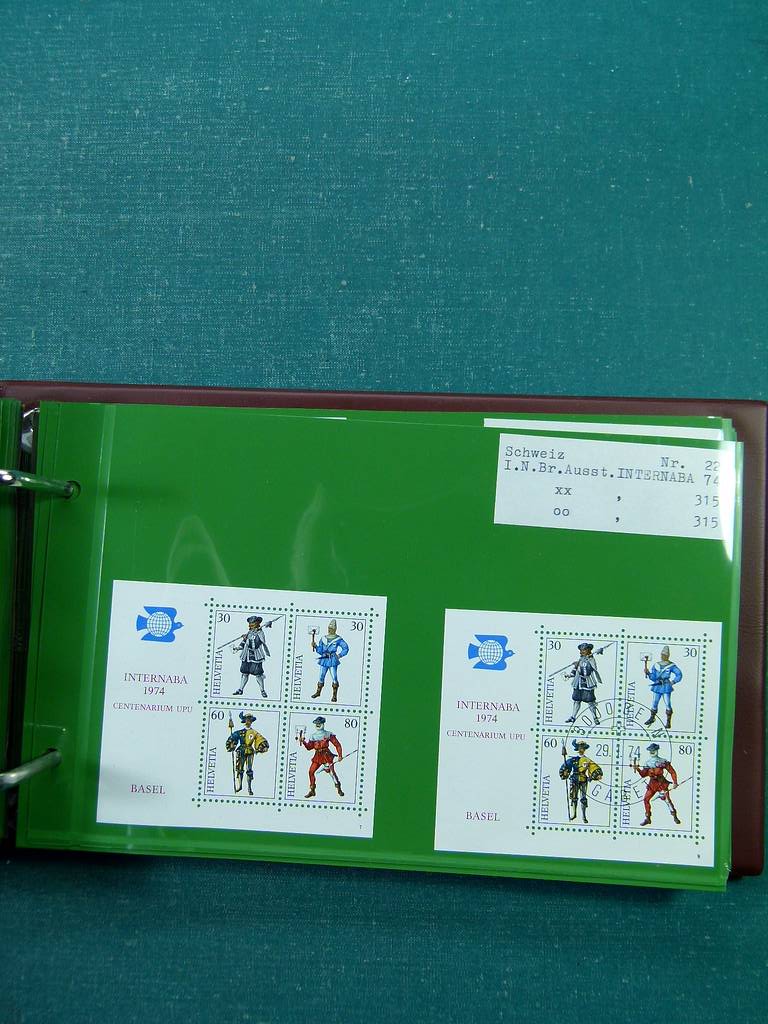 Schweiz Nr. 22
I.N.Br.Ausst.INTERNABA 74
xx , 315
oo , 315
INTERNABA
1974
CENTENARIUM UPU
BASEL
30
HELVETIA
30
HELVETIA
60
HELVETIA
80
HELVETIA
INTERNABA
1974
CENTENARIUM UPU
BASEL
30
HELVETIA
30
HELVETIA
60
HELVETIA
80
HELVETIA
74